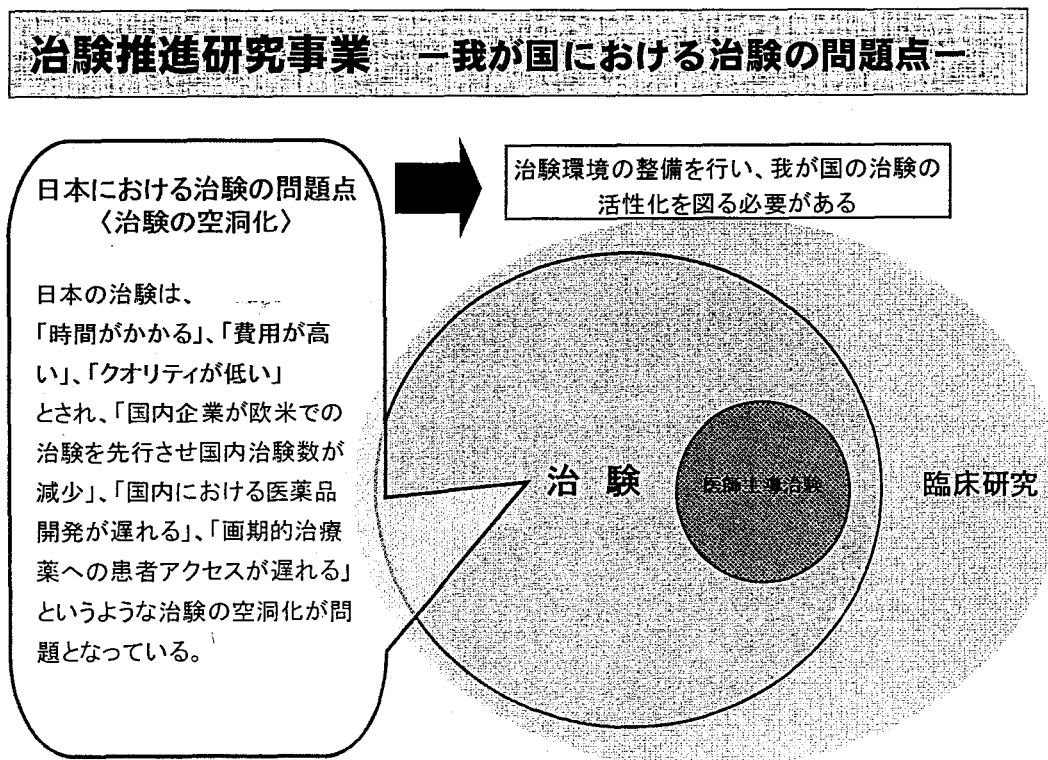 治験推進研究事業 ー我が国における治験の問題点ー
日本における治験の問題点
〈治験の空洞化〉
日本の治験は、
「時間がかかる」、「費用が高
い」、「クオリティが低い」
とされ、「国内企業が欧米での
治験を先行させ国内治験数が
減少」、「国内における医薬品
開発が遅れる」、「画期的治療
薬への患者アクセスが遅れる」
というような治験の空洞化が問
題となっている。
治験環境の整備を行い、我が国の治験の
活性化を図る必要がある
治 験
医師主導治験
臨床研究